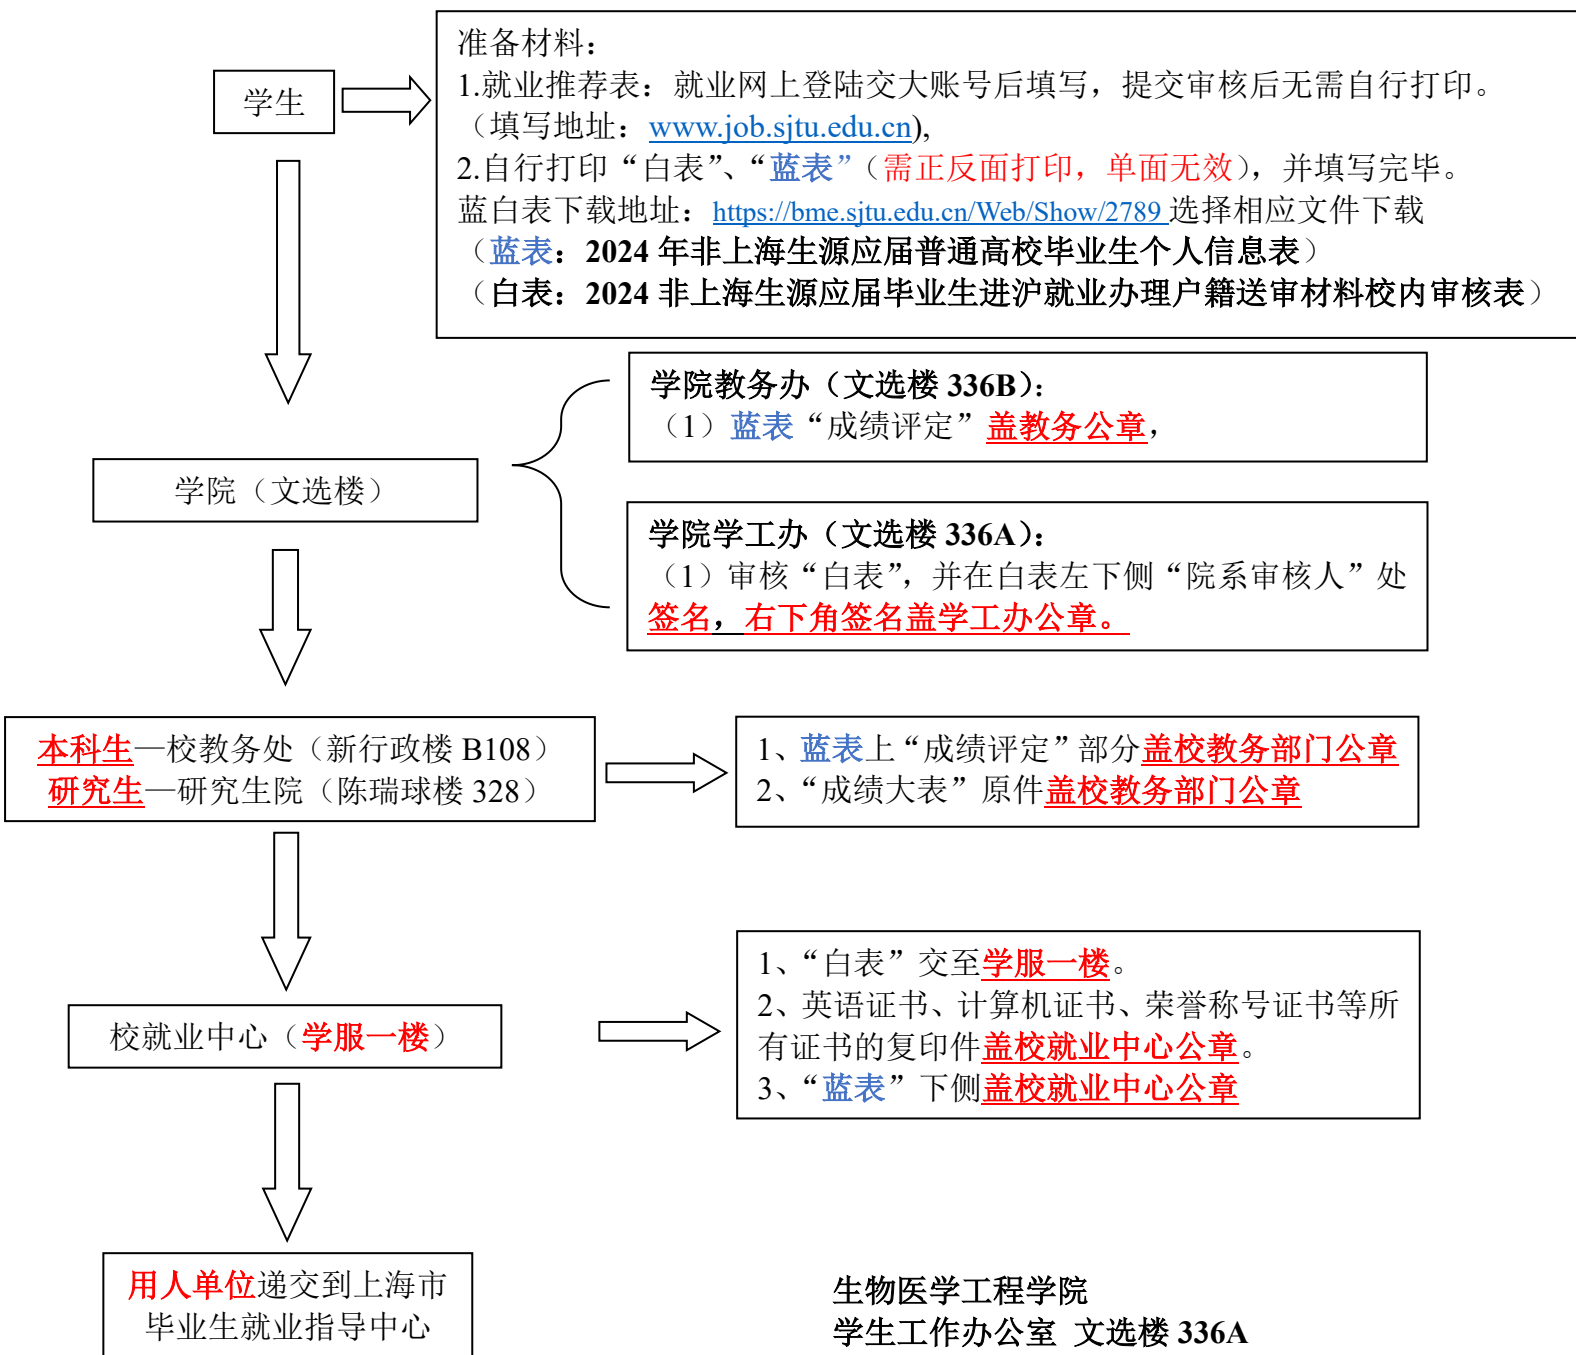 学生
准备材料：
1.就业推荐表：就业网上登陆交大账号后填写，提交审核后无需自行打印。
（填写地址：www.job.sjtu.edu.cn),
2.自行打印“白表”、“蓝表”（需正反面打印，单面无效），并填写完毕。
蓝白表下载地址：https://bme.sjtu.edu.cn/Web/Show/2789 选择相应文件下载
（蓝表：2024 年非上海生源应届普通高校毕业生个人信息表）
（白表：2024 非上海生源应届毕业生进沪就业办理户籍送审材料校内审核表）
学院（文选楼）
学院教务办（文选楼 336B）：
（1）蓝表“成绩评定”盖教务公章，
学院学工办（文选楼 336A）：
（1）审核“白表”，并在白表左下侧“院系审核人”处
签名，右下角签名盖学工办公章。
本科生—校教务处（新行政楼 B108）
研究生—研究生院（陈瑞球楼 328）
1、蓝表上“成绩评定”部分盖校教务部门公章
2、“成绩大表”原件盖校教务部门公章
校就业中心（学服一楼）
1、“白表”交至学服一楼。
2、英语证书、计算机证书、荣誉称号证书等所
有证书的复印件盖校就业中心公章。
3、“蓝表”下侧盖校就业中心公章
用人单位递交到上海市
毕业生就业指导中心
生物医学工程学院
学生工作办公室 文选楼 336A